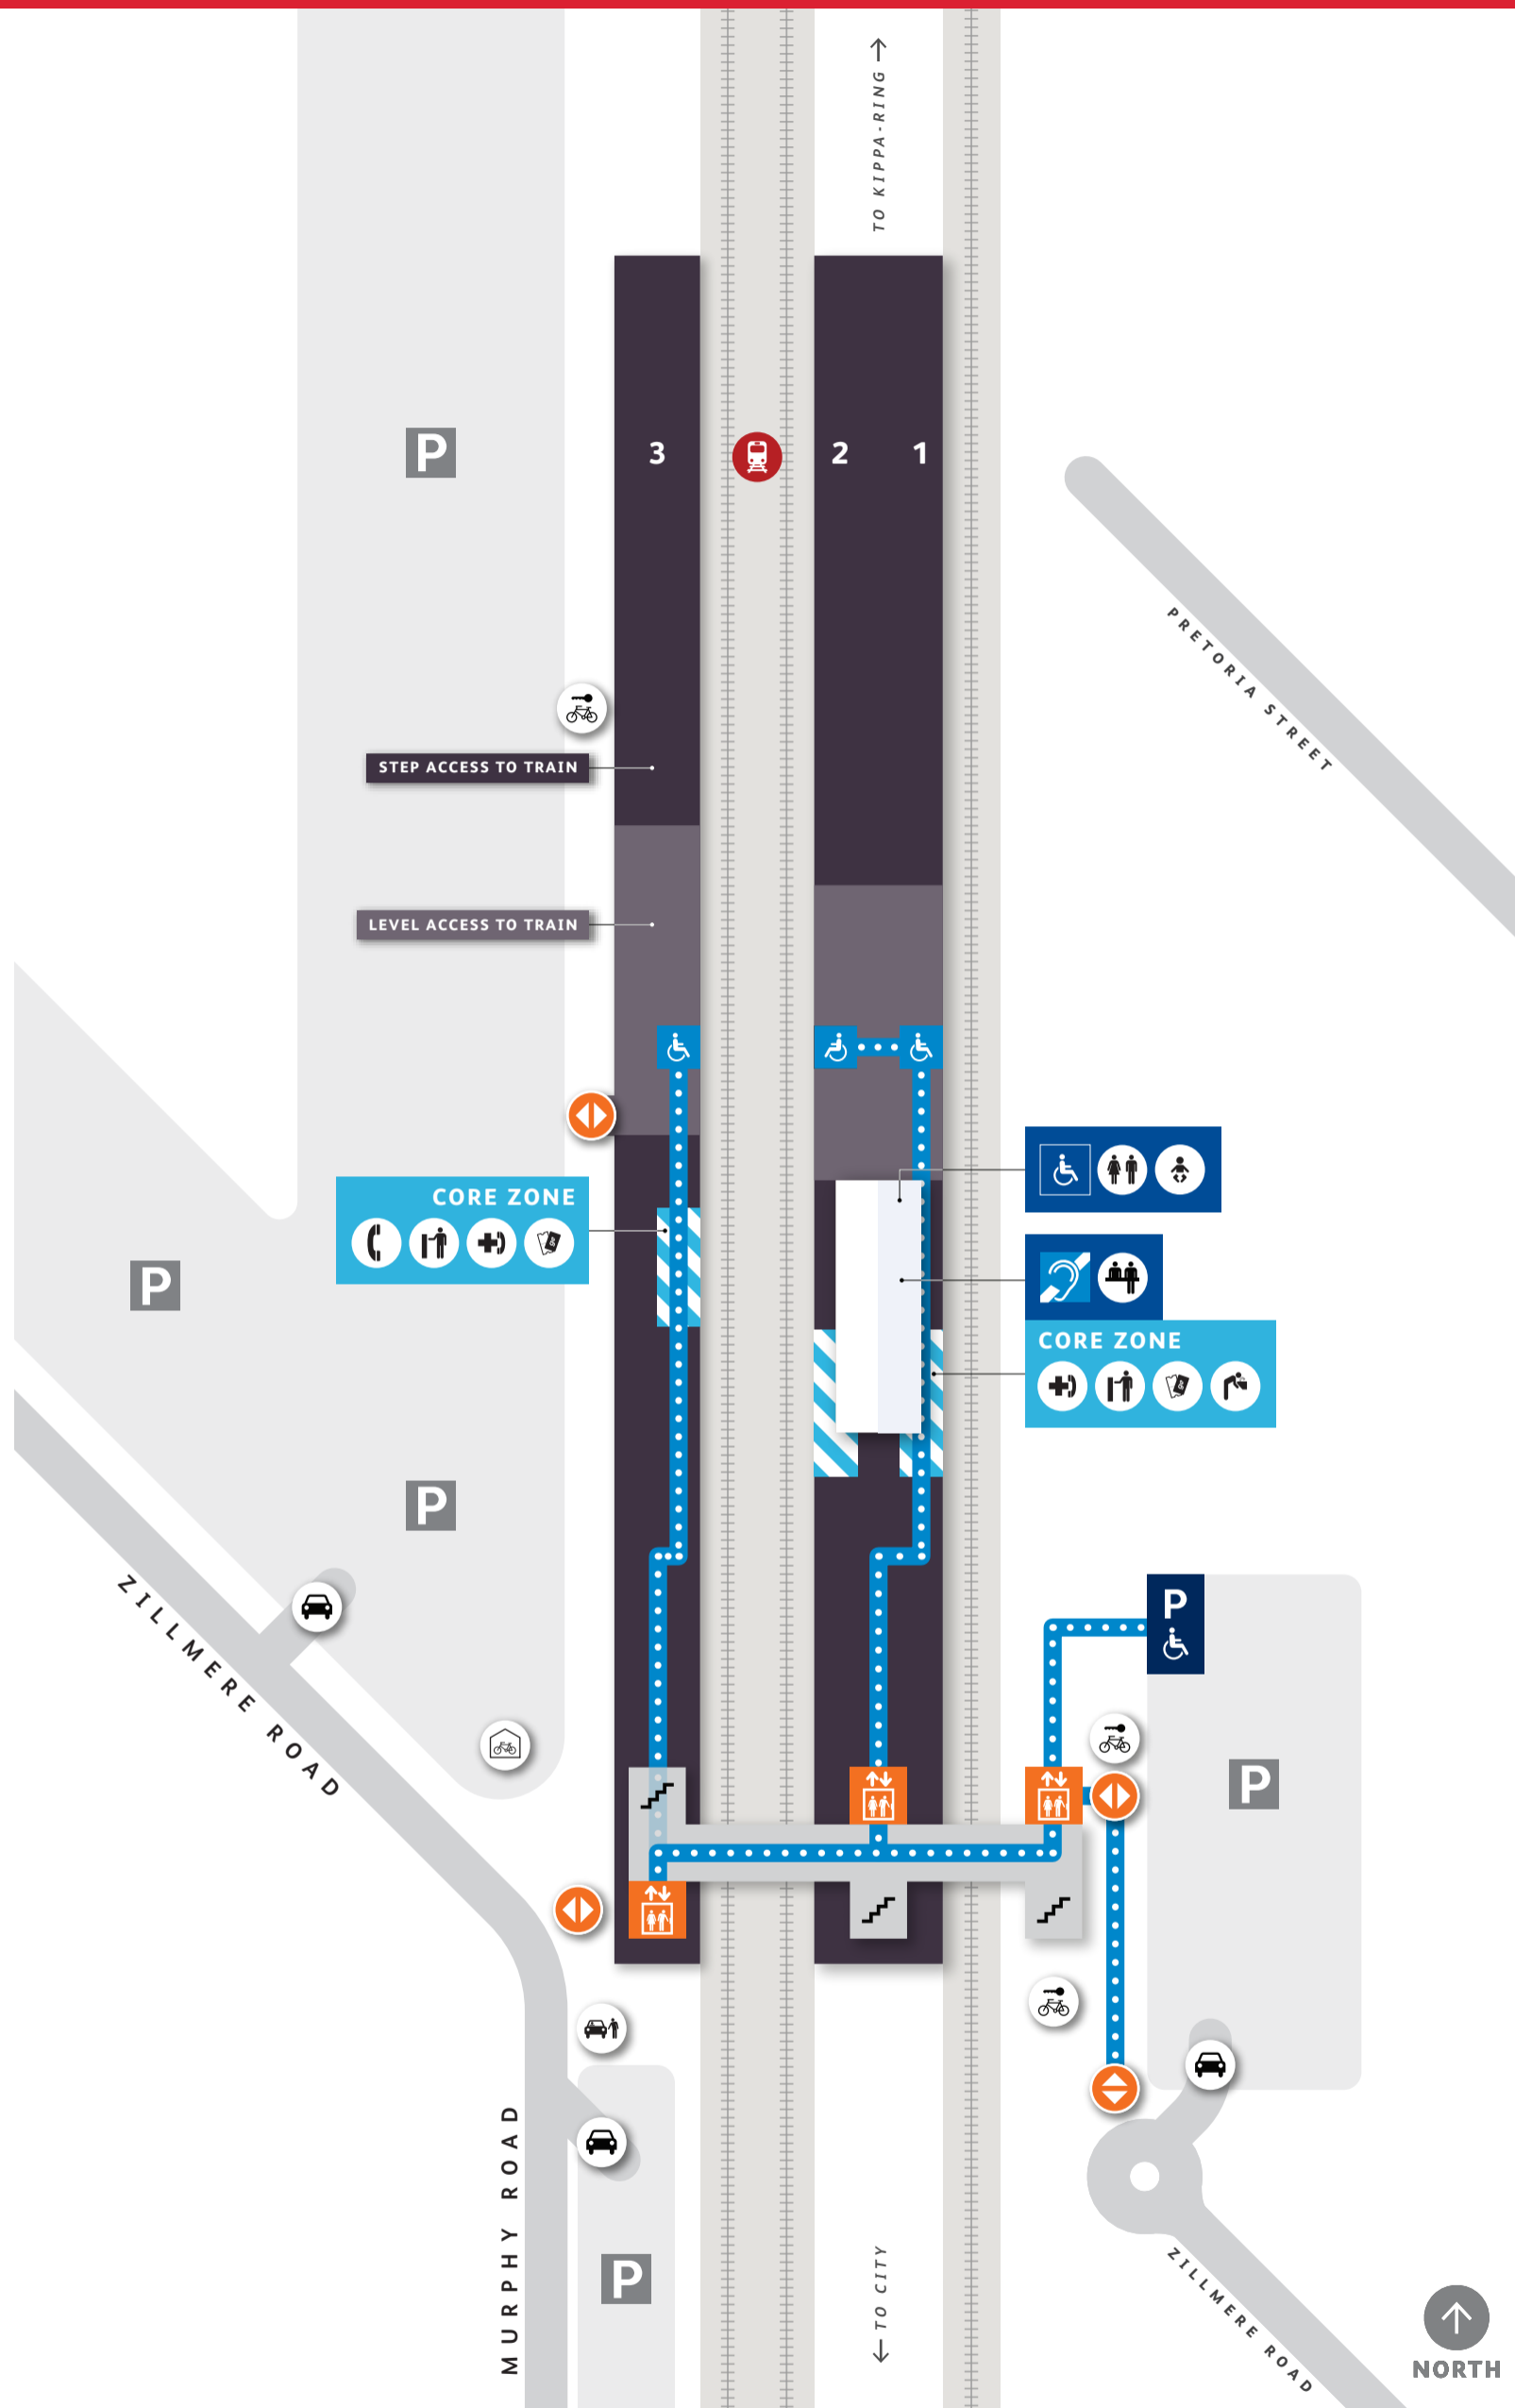 TO KIPPA-RING
P
3
2
1
PRETORIA STREET
STEP ACCESS TO TRAIN
LEVEL ACCESS TO TRAIN
CORE ZONE
P
CORE ZONE
P
ZILLMERE ROAD
P
P
MURPHY ROAD
P
TO CITY
ZILLMERE ROAD
NORTH